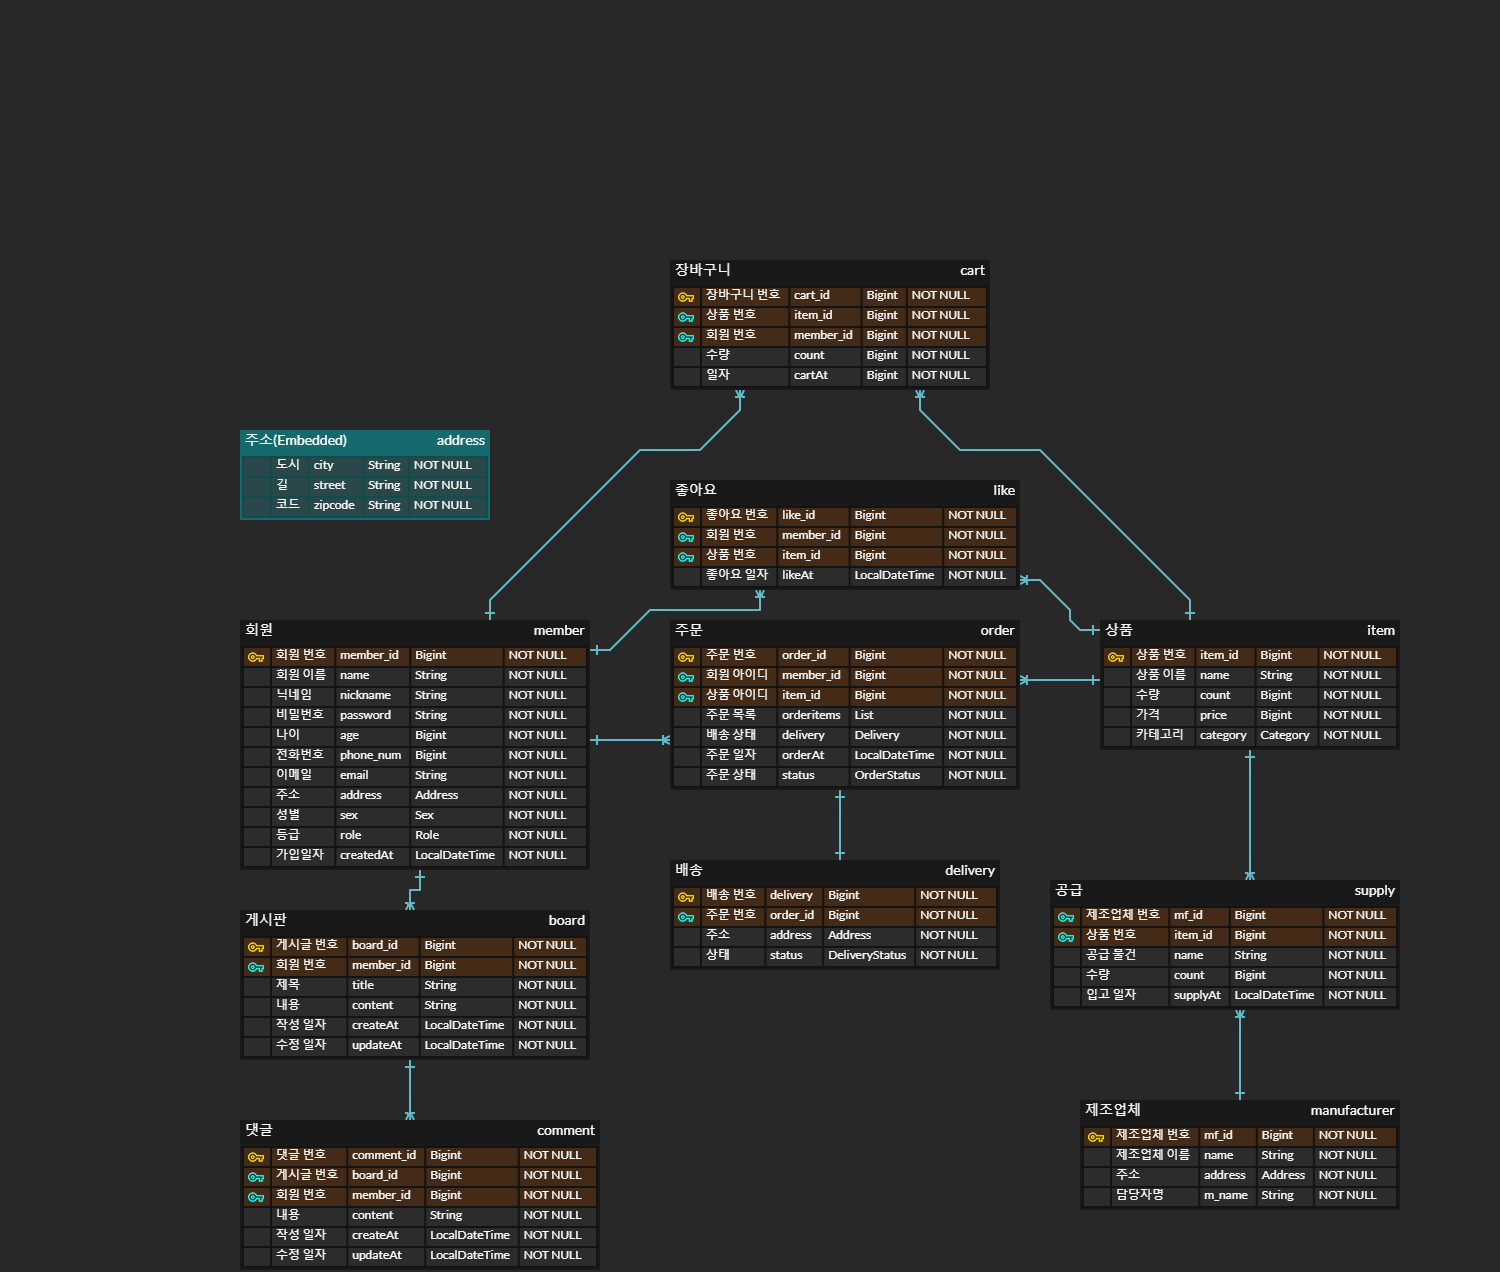 장바구니 cart
장바구니 번호 cart_id Bigint NOT NULL
상품 번호 item_id Bigint NOT NULL
회원 번호 member_id Bigint NOT NULL
수량 count Bigint NOT NULL
일자 cartAt Bigint NOT NULL
주소(Embedded) address
도시 city String NOT NULL
길 street String NOT NULL
코드 zipcode String NOT NULL
좋아요 like
좋아요 번호 like_id Bigint NOT NULL
회원 번호 member_id Bigint NOT NULL
상품 번호 item_id Bigint NOT NULL
좋아요 일자 likeAt LocalDateTime NOT NULL
회원 member
회원 번호 member_id Bigint NOT NULL
회원 이름 name String NOT NULL
닉네임 nickname String NOT NULL
비밀번호 password String NOT NULL
나이 age Bigint NOT NULL
전화번호 phone_num Bigint NOT NULL
이메일 email String NOT NULL
주소 address Address NOT NULL
성별 sex Sex NOT NULL
등급 role Role NOT NULL
가입일자 createdAt LocalDateTime NOT NULL
주문 order
주문 번호 order_id Bigint NOT NULL
회원 아이디 member_id Bigint NOT NULL
상품 아이디 item_id Bigint NOT NULL
주문 목록 orderitems List NOT NULL
배송 상태 delivery Delivery NOT NULL
주문 일자 orderAt LocalDateTime NOT NULL
주문 상태 status OrderStatus NOT NULL
상품 item
상품 번호 item_id Bigint NOT NULL
상품 이름 name String NOT NULL
수량 count Bigint NOT NULL
가격 price Bigint NOT NULL
카테고리 category Category NOT NULL
배송 delivery
배송 번호 delivery Bigint NOT NULL
주문 번호 order_id Bigint NOT NULL
주소 address Address NOT NULL
상태 status DeliveryStatus NOT NULL
공급 supply
제조업체 번호 mf_id Bigint NOT NULL
상품 번호 item_id Bigint NOT NULL
공급 물건 name String NOT NULL
수량 count Bigint NOT NULL
입고 일자 supplyAt LocalDateTime NOT NULL
게시판 board
게시글 번호 board_id Bigint NOT NULL
회원 번호 member_id Bigint NOT NULL
제목 title String NOT NULL
내용 content String NOT NULL
작성 일자 createAt LocalDateTime NOT NULL
수정 일자 updateAt LocalDateTime NOT NULL
제조업체 manufacturer
제조업체 번호 mf_id Bigint NOT NULL
제조업체 이름 name String NOT NULL
주소 address Address NOT NULL
담당자명 m_name String NOT NULL
댓글 comment
댓글 번호 comment_id Bigint NOT NULL
게시글 번호 board_id Bigint NOT NULL
회원 번호 member_id Bigint NOT NULL
내용 content String NOT NULL
작성 일자 createAt LocalDateTime NOT NULL
수정 일자 updateAt LocalDateTime NOT NULL